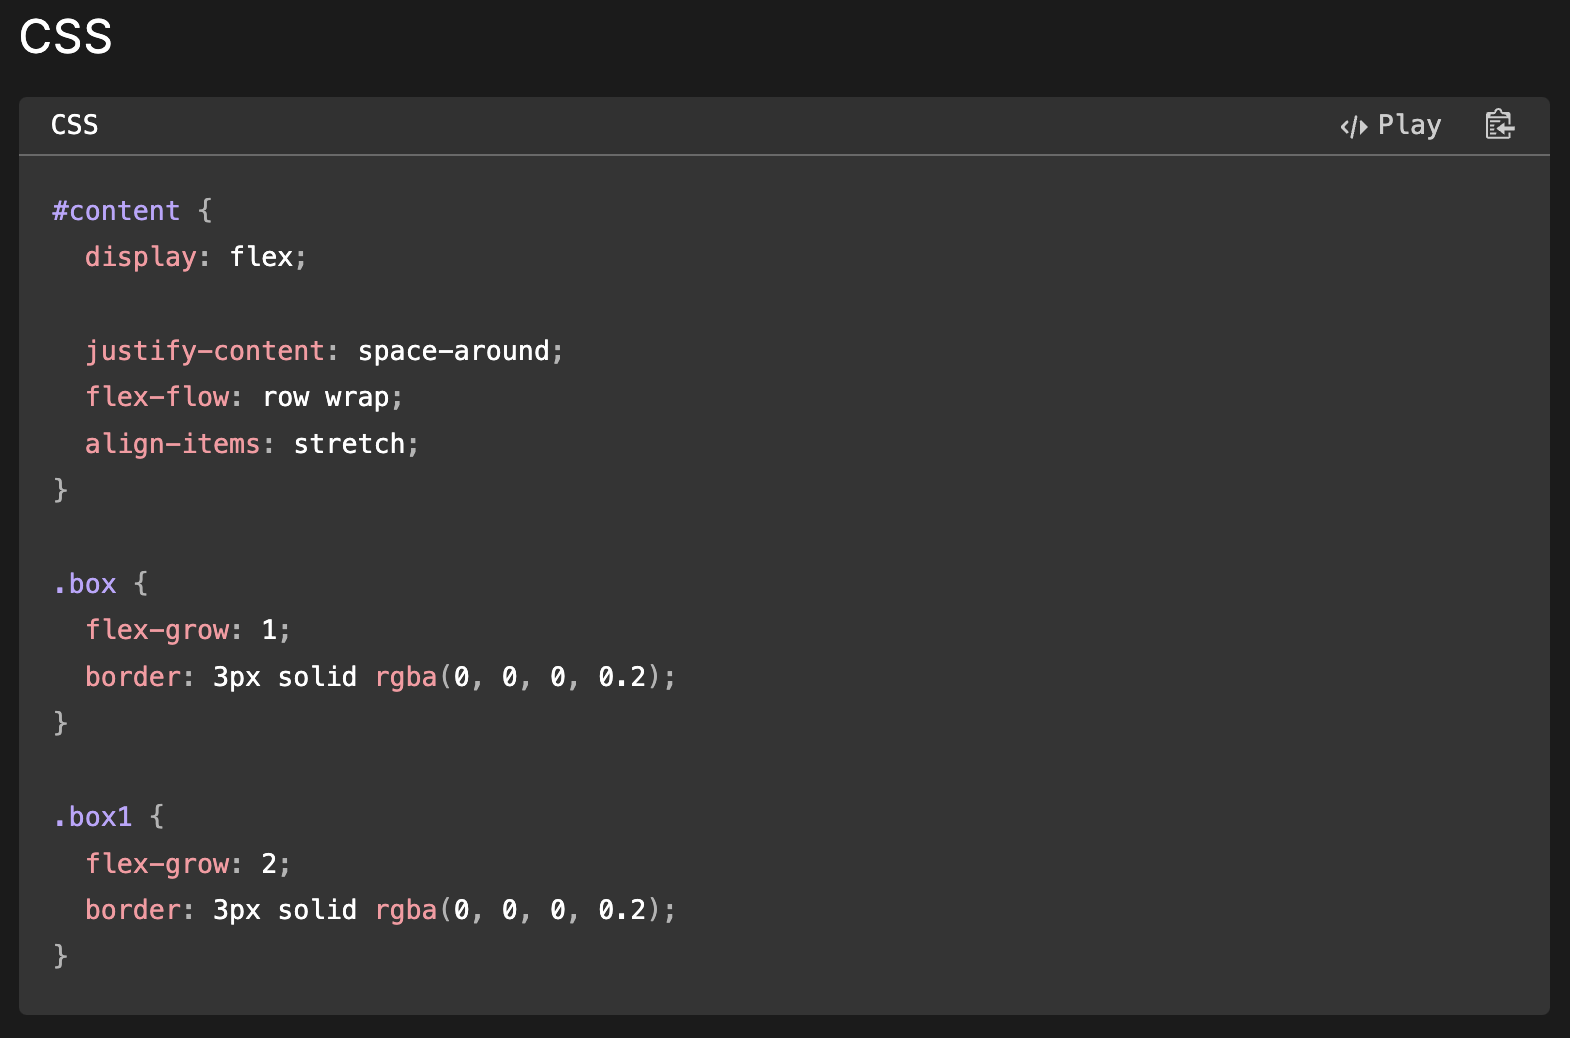 CSS
CSS
</> Play
#content {
  display: flex;

  justify-content: space-around;
  flex-flow: row wrap;
  align-items: stretch;
}

.box {
  flex-grow: 1;
  border: 3px solid rgba(0, 0, 0, 0.2);
}

.box1 {
  flex-grow: 2;
  border: 3px solid rgba(0, 0, 0, 0.2);
}